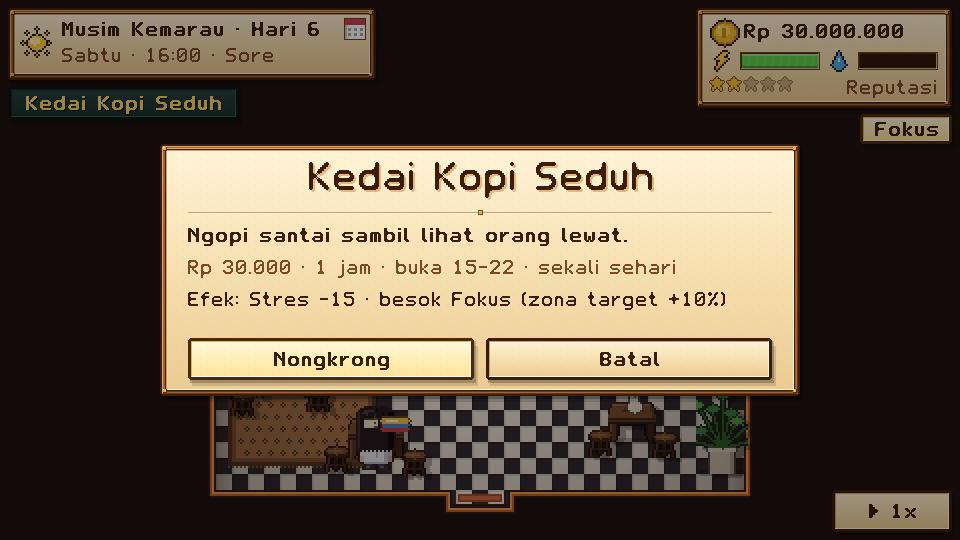 Musim Kemarau · Hari 6
Sabtu · 16:00 · Sore
Rp 30.000.000
Reputasi
Kedai Kopi Seduh
Fokus
Kedai Kopi Seduh
Ngopi santai sambil lihat orang lewat.
Rp 30.000 · 1 jam · buka 15-22 · sekali sehari
Efek: Stres -15 · besok Fokus (zona target +10%)
Nongkrong
Batal
1x